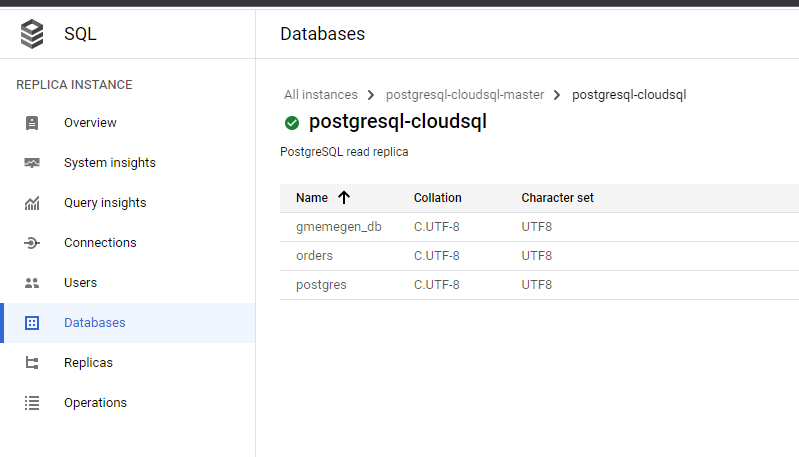 SQL
Databases
REPLICA INSTANCE
Overview
System insights
Query insights
Connections
Users
Databases
Replicas
Operations
All instances > postgresql-cloudsql-master > postgresql-cloudsql
postgresql-cloudsql
PostgreSQL read replica
Name ↑ Collation Character set
gmemegen_db C.UTF-8 UTF8
orders C.UTF-8 UTF8
postgres C.UTF-8 UTF8